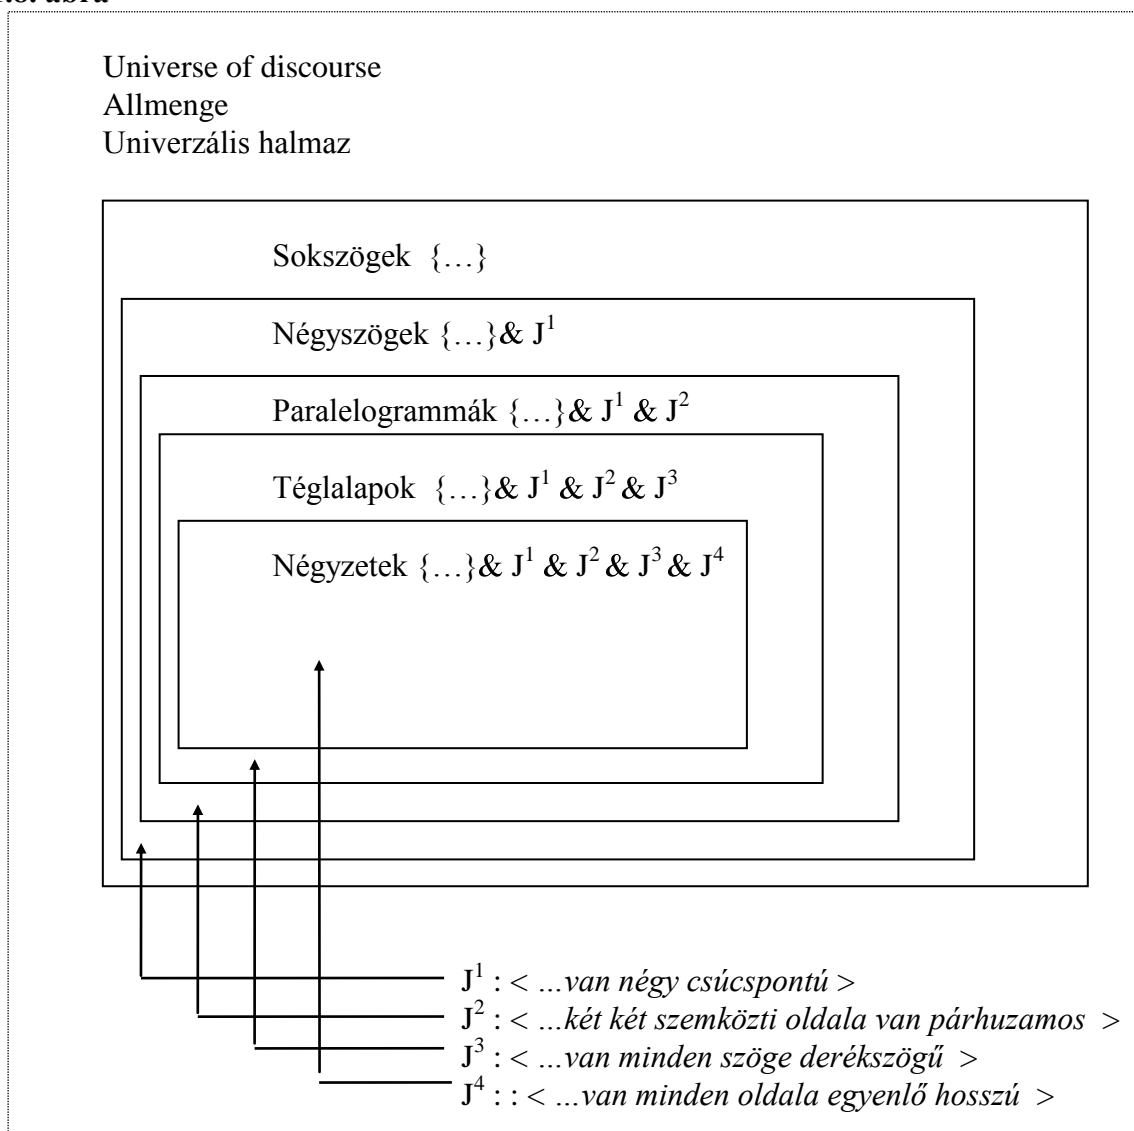 Universe of discourse
Allmenge
Univerzális halmaz
Sokszögek {…}
Négyszögek {…}& J¹
Paralelogrammák {…}& J¹ & J²
Téglalapok {…}& J¹ & J² & J³
Négyzetek {…}& J¹ & J² & J³ & J⁴
J¹ : < ...van négy csúcspontú >
J² : < ...két két szemközti oldala van párhuzamos >
J³ : < ...van minden szöge derékszögű >
J⁴ : : < ...van minden oldala egyenlő hosszú >